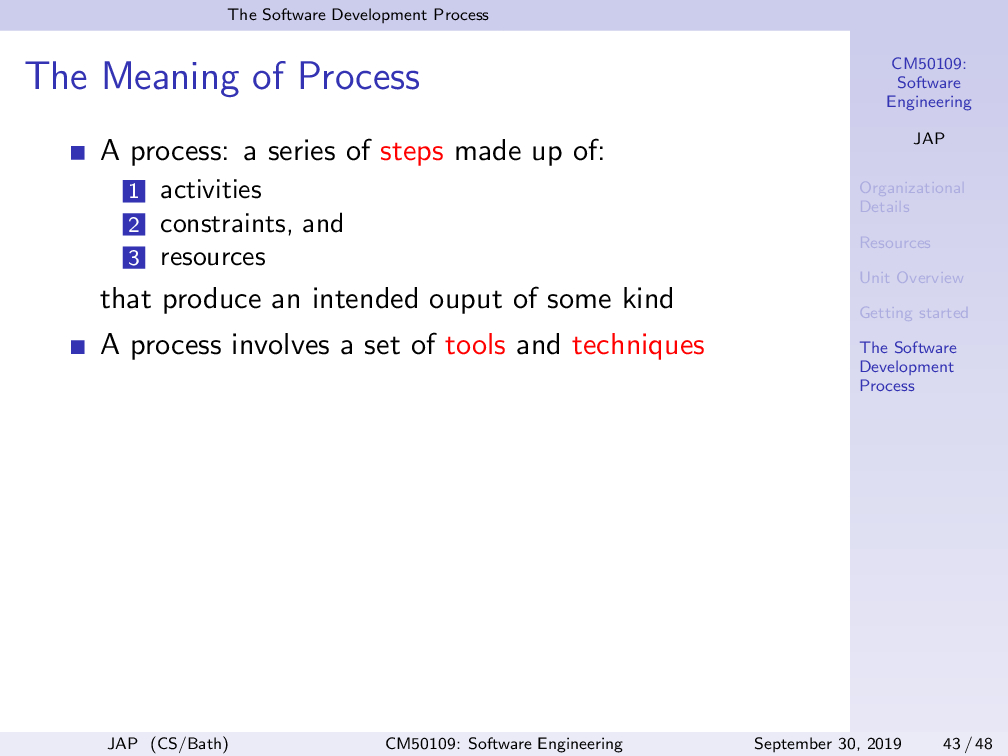 The Software Development Process
The Meaning of Process
A process: a series of steps made up of:
1 activities
2 constraints, and
3 resources
that produce an intended ouput of some kind
A process involves a set of tools and techniques
CM50109:
Software
Engineering
JAP
Organizational
Details
Resources
Unit Overview
Getting started
The Software
Development
Process
JAP (CS/Bath)
CM50109: Software Engineering
September 30, 2019
43 / 48